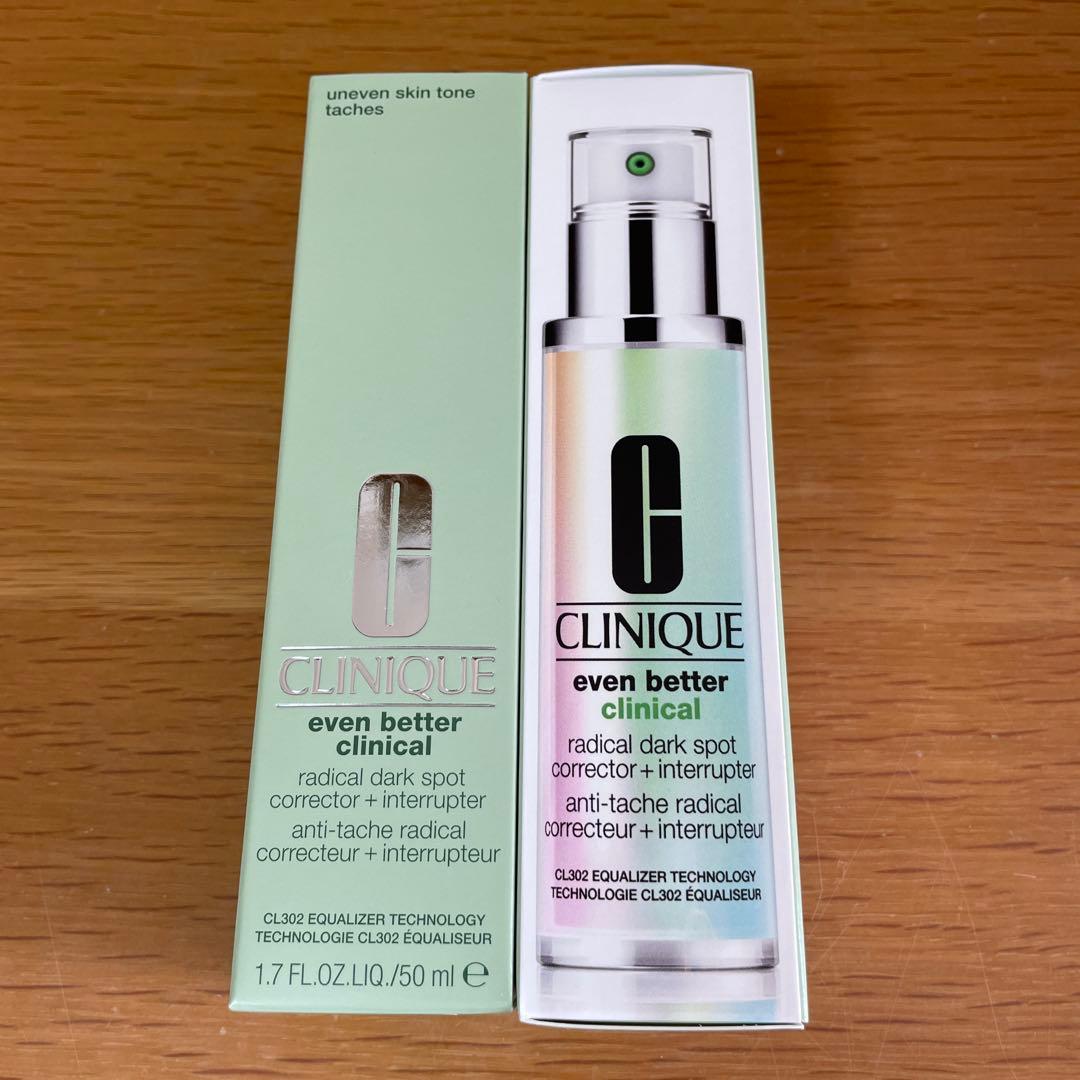 uneven skin tone
taches
CLINIQUE
even better
clinical
radical dark spot
corrector + interrupter
anti-tache radical
correcteur + interrupteur
CL302 EQUALIZER TECHNOLOGY
TECHNOLOGIE CL302 ÉQUALISEUR
1.7 FL.OZ.LIQ./50 ml ℮
C
CLINIQUE
even better
clinical
radical dark spot
corrector + interrupter
anti-tache radical
correcteur + interrupteur
CL302 EQUALIZER TECHNOLOGY
TECHNOLOGIE CL302 ÉQUALISEUR